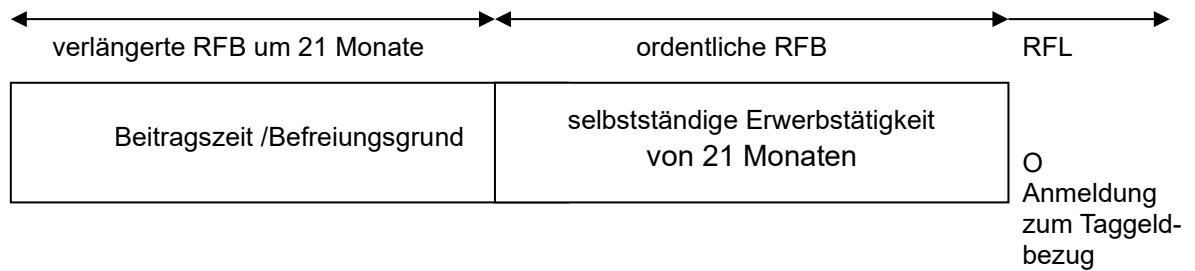 verlängerte RFB um 21 Monate
ordentliche RFB
RFL
Beitragszeit /Befreiungsgrund
selbstständige Erwerbstätigkeit
von 21 Monaten
O
Anmeldung
zum Taggeld-
bezug